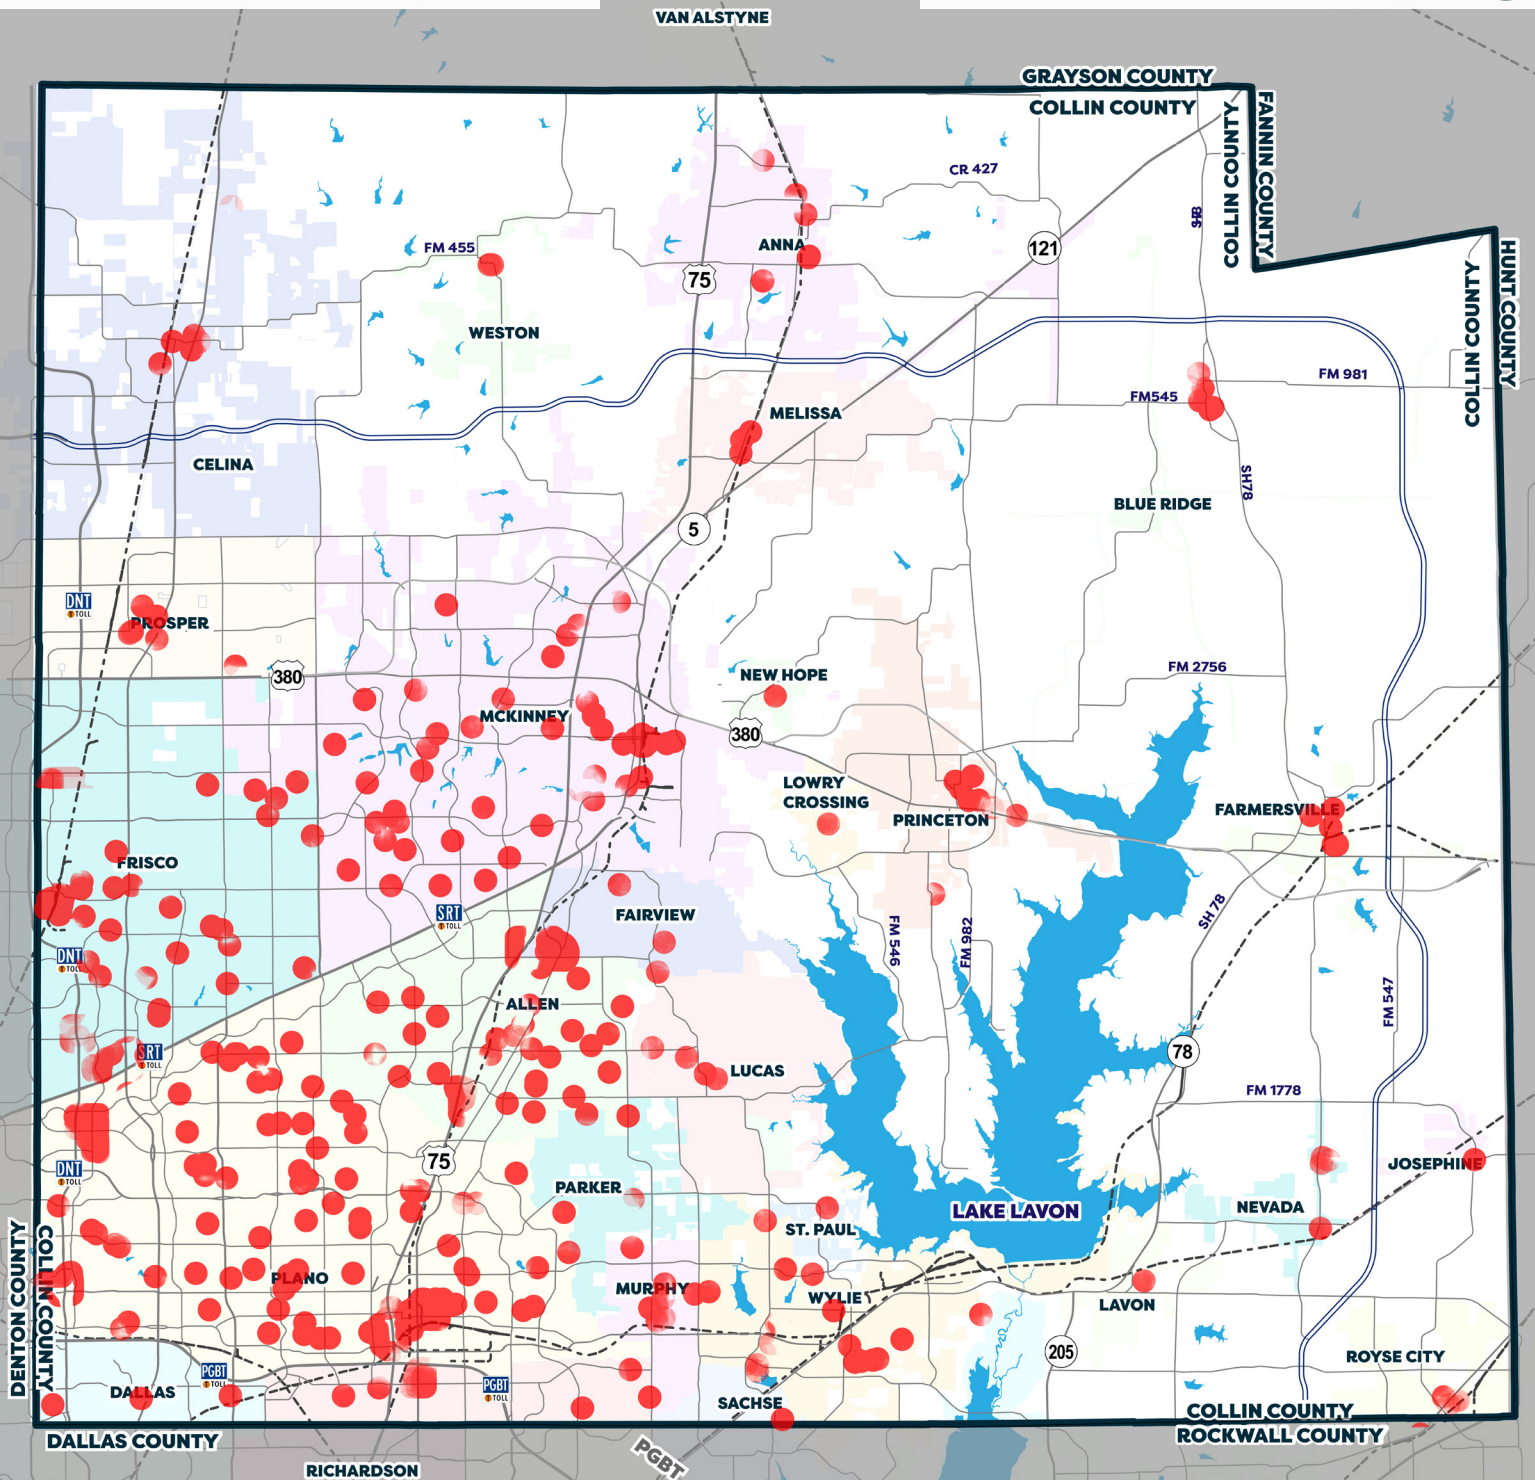 VAN ALSTYNE
GRAYSON COUNTY
COLLIN COUNTY
COLLIN COUNTY
FANNIN COUNTY
CR 427
SH8
ANNA
121
FM 455
75
COLLIN COUNTY
HUNT COUNTY
WESTON
FM 981
FM545
MELISSA
CELINA
SH78
BLUE RIDGE
5
DNT
TOLL
PROSPER
380
NEW HOPE
FM 2756
MCKINNEY
380
LOWRY
CROSSING
PRINCETON
FARMERSVILLE
FRISCO
SRT
TOLL
FAIRVIEW
SH 78
FM 546
FM 982
DNT
TOLL
ALLEN
FM 547
SRT
TOLL
78
LUCAS
FM 1778
75
DNT
TOLL
JOSEPHINE
PARKER
NEVADA
LAKE LAVON
ST. PAUL
DENTON COUNTY
COLLIN COUNTY
PLANO
MURPHY
WYLIE
LAVON
205
ROYSE CITY
PGBT
TOLL
DALLAS
PGBT
TOLL
SACHSE
COLLIN COUNTY
ROCKWALL COUNTY
DALLAS COUNTY
PGBT
RICHARDSON